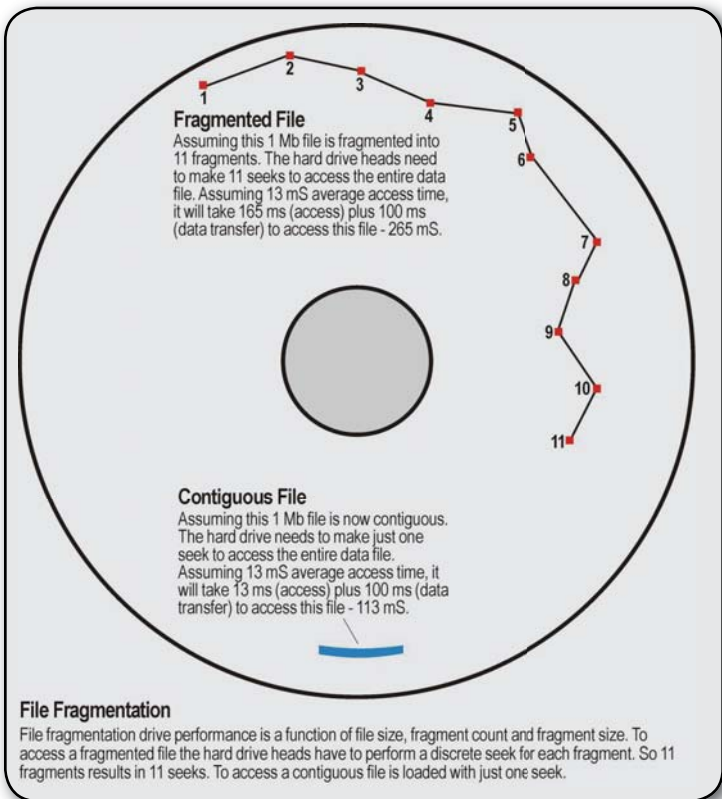 1
2
3
4
5
6
7
8
9
10
11
Fragmented File
Assuming this 1 Mb file is fragmented into
11 fragments. The hard drive heads need
to make 11 seeks to access the entire data
file. Assuming 13 mS average access time,
it will take 165 ms (access) plus 100 ms
(data transfer) to access this file - 265 mS.
Contiguous File
Assuming this 1 Mb file is now contiguous.
The hard drive needs to make just one
seek to access the entire data file.
Assuming 13 mS average access time, it
will take 13 ms (access) plus 100 ms (data
transfer) to access this file - 113 mS.
File Fragmentation
File fragmentation drive performance is a function of file size, fragment count and fragment size. To
access a fragmented file the hard drive heads have to perform a discrete seek for each fragment. So 11
fragments results in 11 seeks. To access a contiguous file is loaded with just one seek.